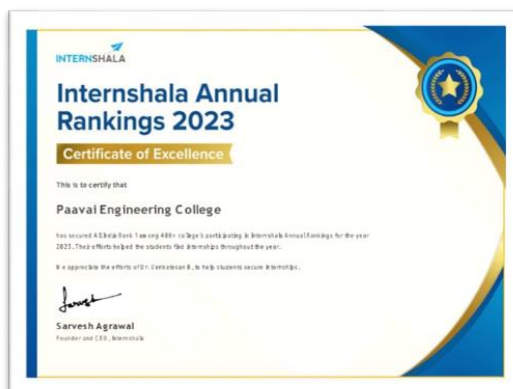 INTERNSHALA
Internshala Annual
Rankings 2023
Certificate of Excellence
This is to certify that
Paavai Engineering College
has secured All India Rank 1 among 400+ college's participating in Internshala Annual Rankings for the year
2023. Their efforts helped the students find internships throughout the year.
We appreciate the efforts of Dr. Venkatesan R, to help students secure internships.
Sarvesh Agrawal
Founder and CEO, Internshala